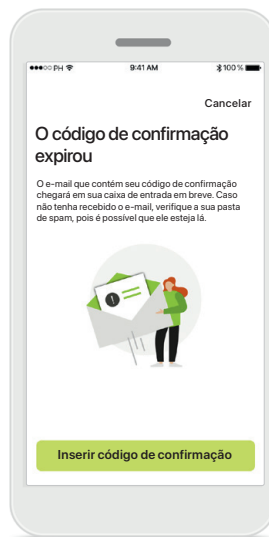 PH 9:41 AM 100 %
Cancelar
O código de confirmação
expirou
O e-mail que contém seu código de confirmação
chegará em sua caixa de entrada em breve. Caso
não tenha recebido o e-mail, verifique a sua pasta
de spam, pois é possível que ele esteja lá.
Inserir código de confirmação